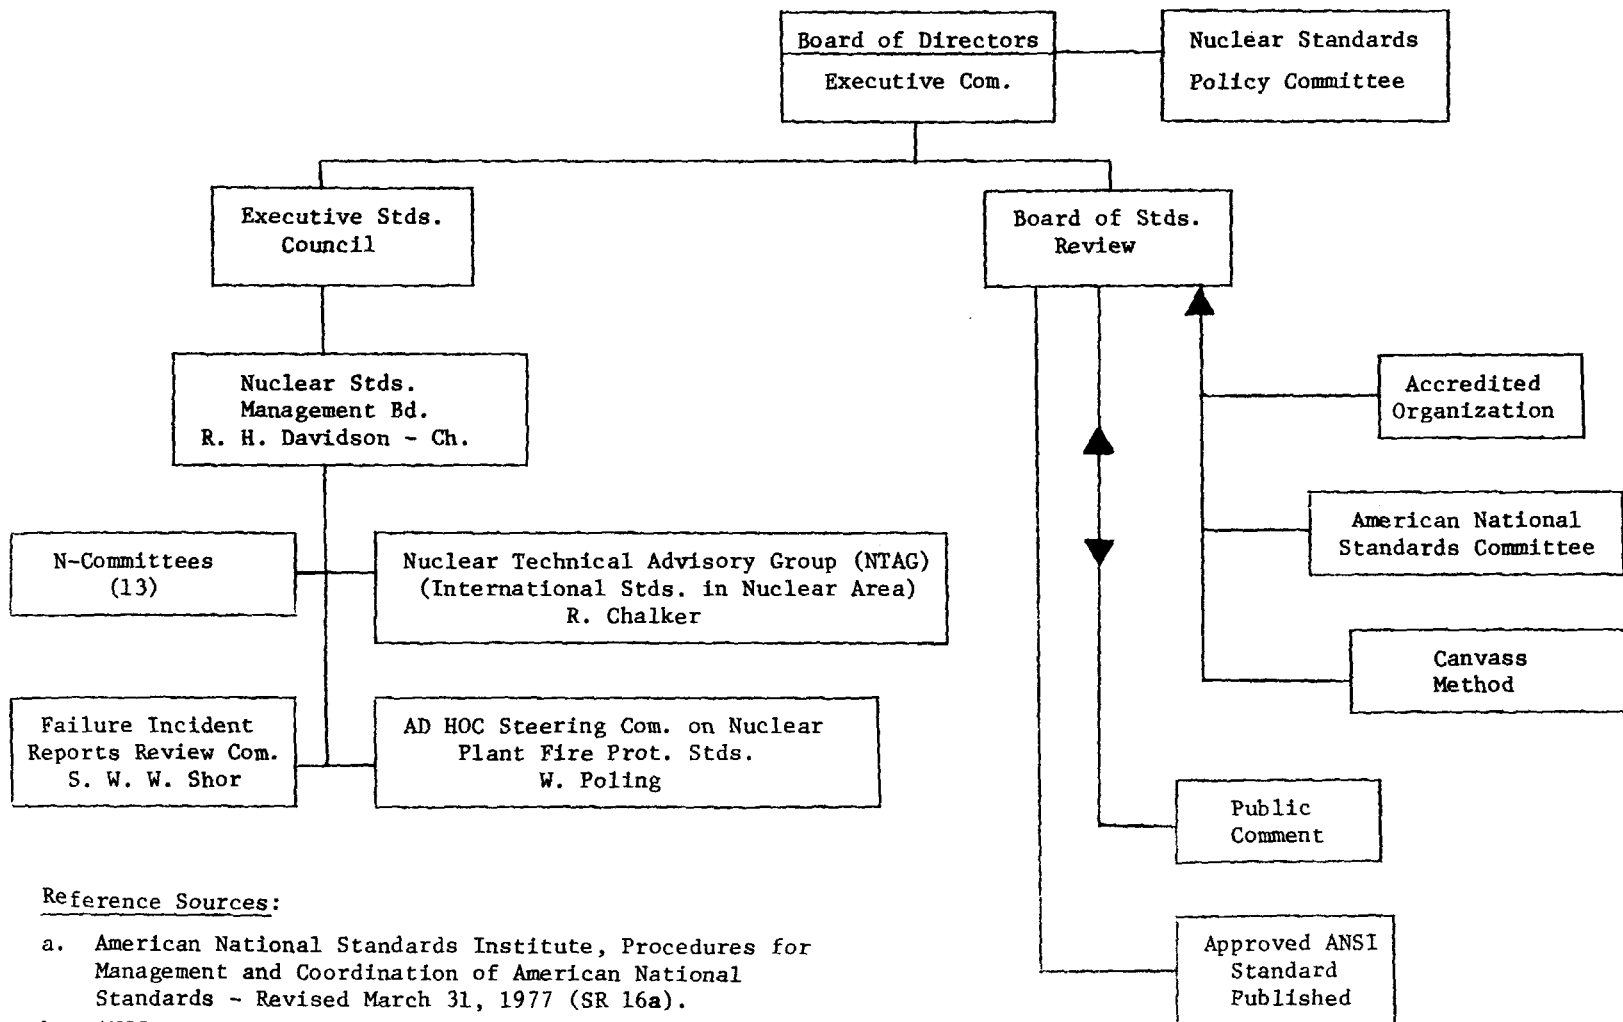 Board of Directors
Executive Com.
Nuclear Standards
Policy Committee
Executive Stds.
Council
Board of Stds.
Review
Nuclear Stds.
Management Bd.
R. H. Davidson - Ch.
Accredited
Organization
American National
Standards Committee
Canvass
Method
N-Committees
(13)
Nuclear Technical Advisory Group (NTAG)
(International Stds. in Nuclear Area)
R. Chalker
Failure Incident
Reports Review Com.
S. W. W. Shor
AD HOC Steering Com. on Nuclear
Plant Fire Prot. Stds.
W. Poling
Public
Comment
Approved ANSI
Standard
Published
Reference Sources:
a. American National Standards Institute, Procedures for
Management and Coordination of American National
Standards - Revised March 31, 1977 (SR 16a).